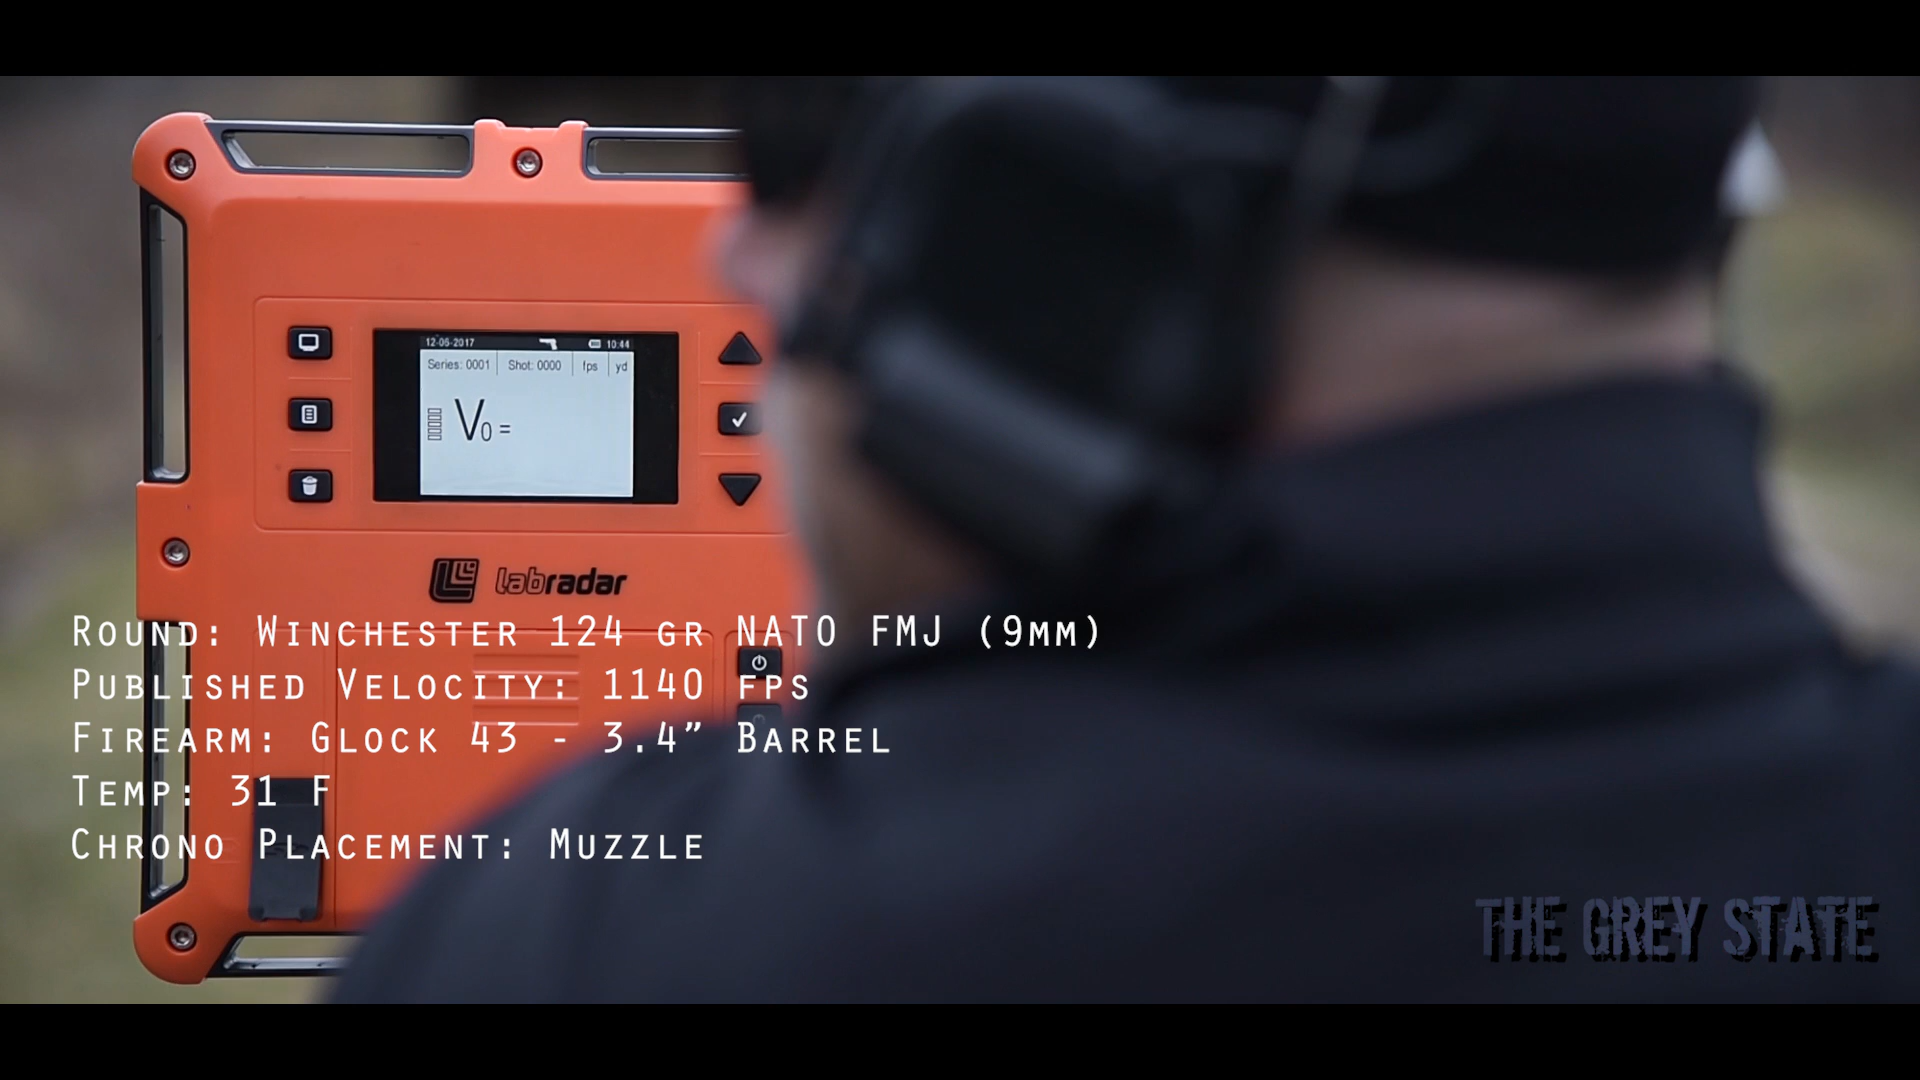 12-06-2017 10:44
Series: 0001 Shot: 0000 fps yd
V0 =
labradar
Round: Winchester 124 gr NATO FMJ (9mm)
Published Velocity: 1140 fps
Firearm: Glock 43 - 3.4” Barrel
Temp: 31 F
Chrono Placement: Muzzle
THE GREY STATE